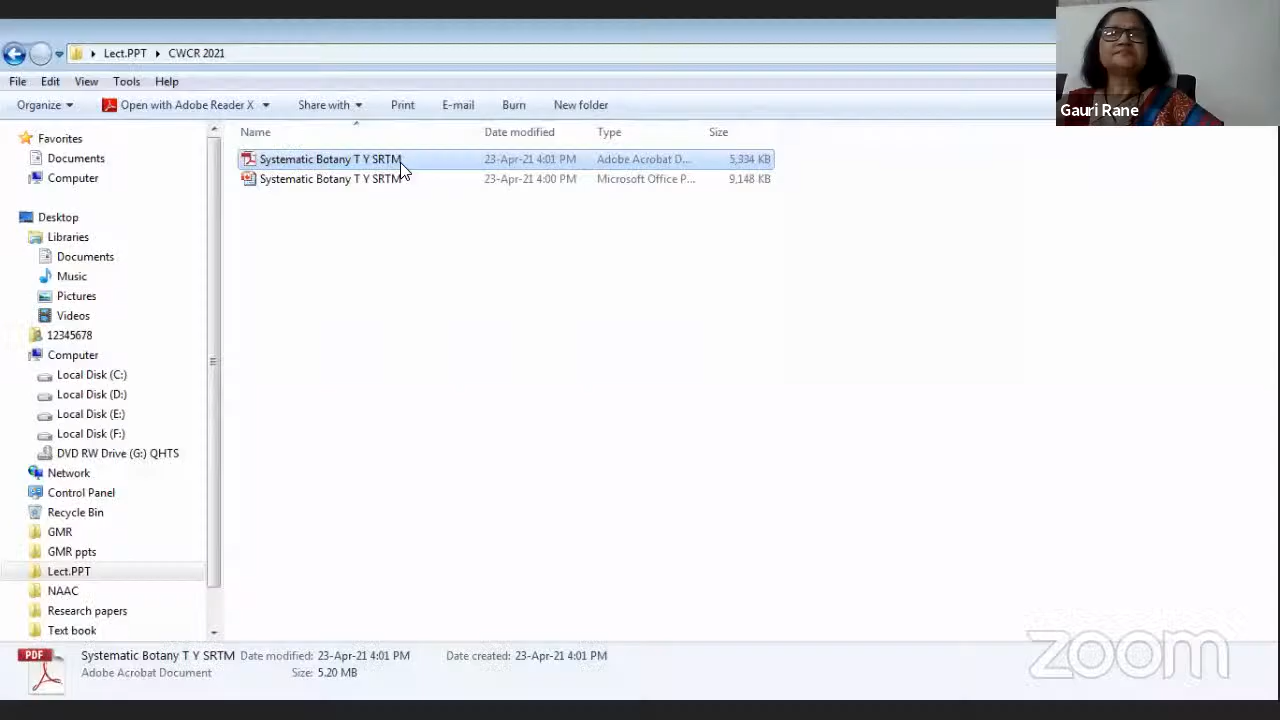 Lect.PPT CWCR 2021
File Edit View Tools Help
Organize Open with Adobe Reader X Share with Print E-mail Burn New folder
Gauri Rane
Name Date modified Type Size
Systematic Botany T Y SRTM 23-Apr-21 4:01 PM Adobe Acrobat D... 5,334 KB
Systematic Botany T Y SRTM 23-Apr-21 4:00 PM Microsoft Office P... 9,148 KB
Favorites
Documents
Computer
Desktop
Libraries
Documents
Music
Pictures
Videos
12345678
Computer
Local Disk (C:)
Local Disk (D:)
Local Disk (E:)
Local Disk (F:)
DVD RW Drive (G:) QHTS
Network
Control Panel
Recycle Bin
GMR
GMR ppts
Lect.PPT
NAAC
Research papers
Text book
PDF
Systematic Botany T Y SRTM Date modified: 23-Apr-21 4:01 PM Date created: 23-Apr-21 4:01 PM
Adobe Acrobat Document Size: 5.20 MB
zoom